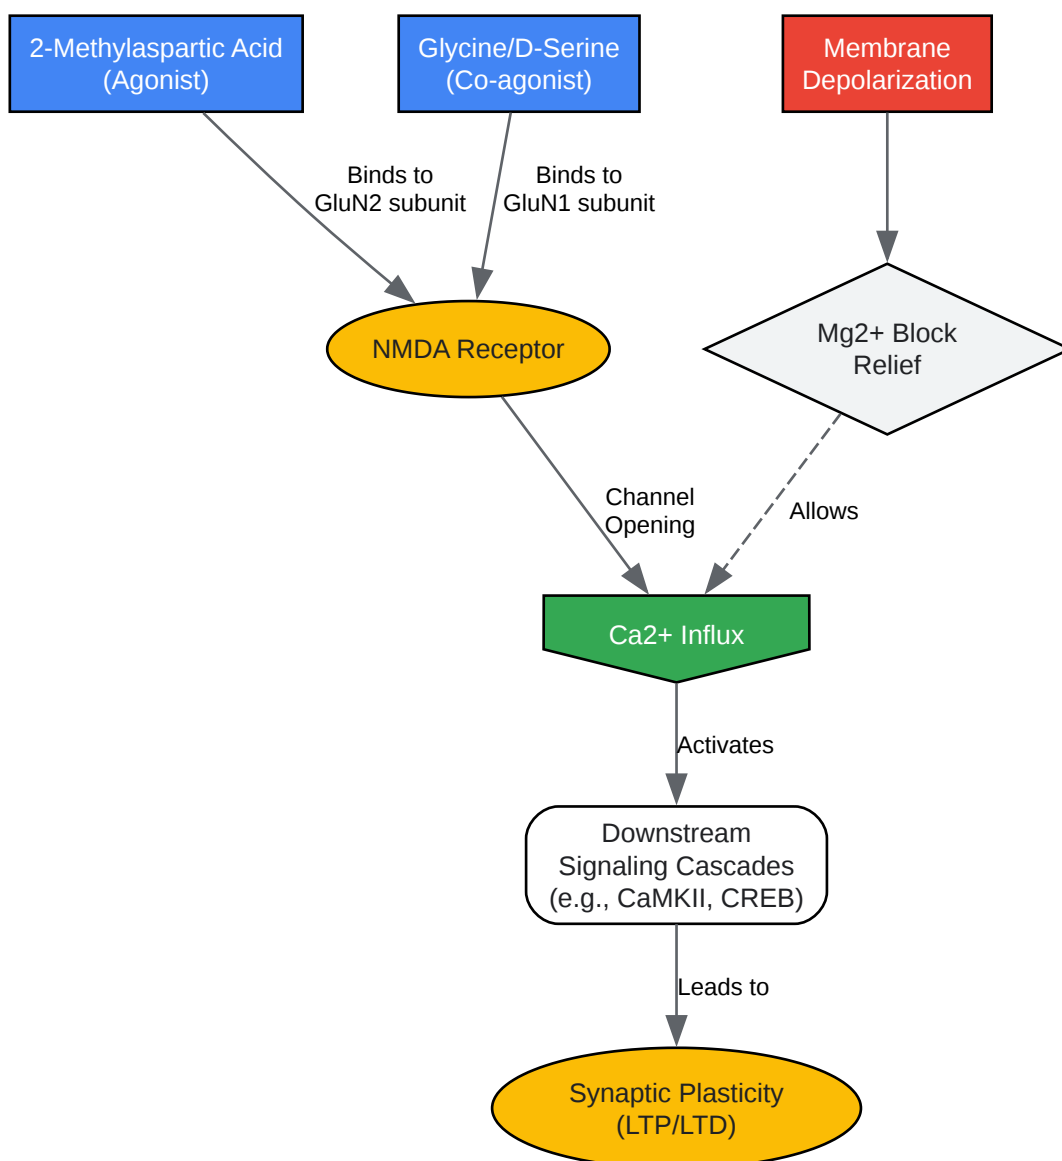 2-Methylaspartic Acid
(Agonist)
Glycine/D-Serine
(Co-agonist)
Membrane
Depolarization
Binds to
GluN2 subunit
Binds to
GluN1 subunit
NMDA Receptor
Mg2+ Block
Relief
Channel
Opening
Allows
Ca2+ Influx
Activates
Downstream
Signaling Cascades
(e.g., CaMKII, CREB)
Leads to
Synaptic Plasticity
(LTP/LTD)